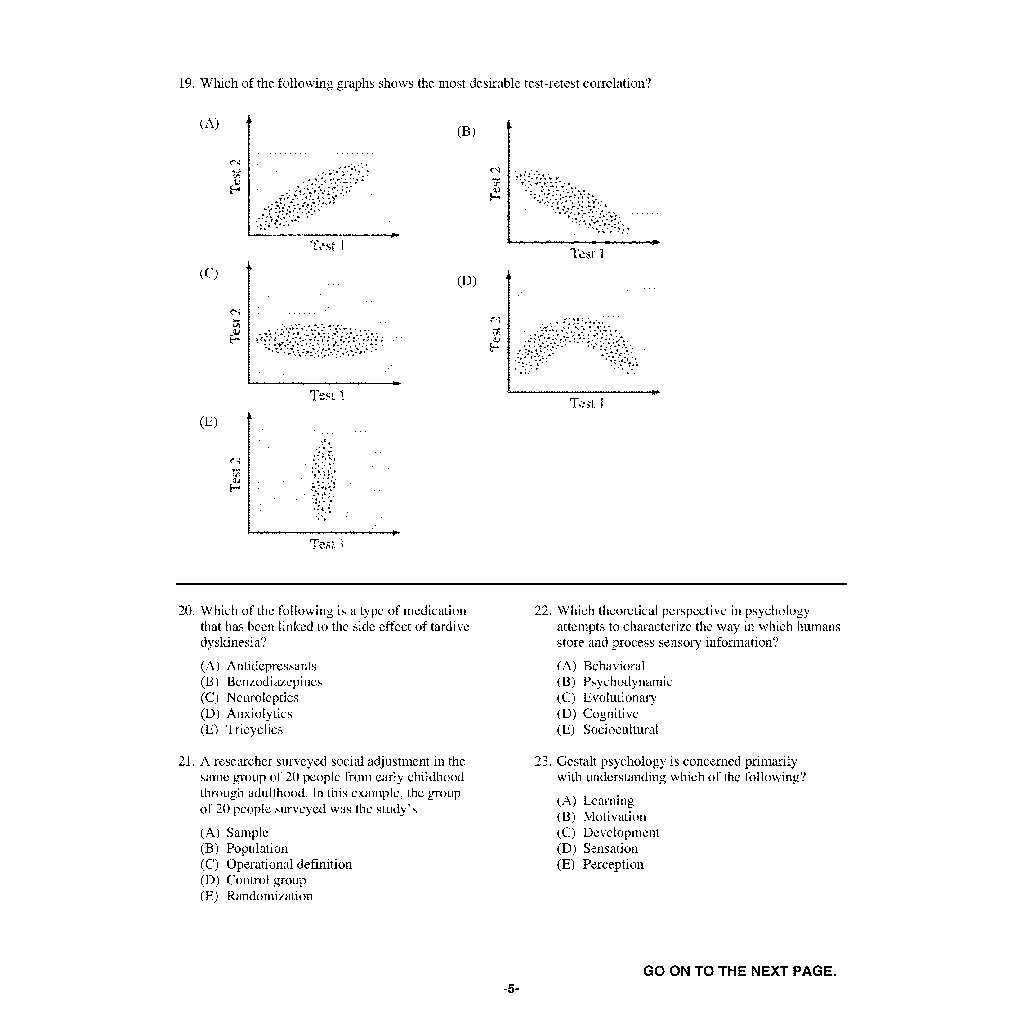 19. Which of the following graphs shows the most desirable test-retest correlation?
(A)
Test 2
Test 1
(B)
Test 2
Test 1
(C)
Test 2
Test 1
(D)
Test 2
Test 1
(E)
Test 2
Test 1
20. Which of the following is a type of medication
that has been linked to the side effect of tardive
dyskinesia?
(A) Antidepressants
(B) Benzodiazepines
(C) Neuroleptics
(D) Anxiolytics
(E) Tricyclics
21. A researcher surveyed social adjustment in the
same group of 20 people from early childhood
through adulthood. In this example, the group
of 20 people surveyed was the study's
(A) Sample
(B) Population
(C) Operational definition
(D) Control group
(E) Randomization
22. Which theoretical perspective in psychology
attempts to characterize the way in which humans
store and process sensory information?
(A) Behavioral
(B) Psychodynamic
(C) Evolutionary
(D) Cognitive
(E) Sociocultural
23. Gestalt psychology is concerned primarily
with understanding which of the following?
(A) Learning
(B) Motivation
(C) Development
(D) Sensation
(E) Perception
GO ON TO THE NEXT PAGE.
-5-